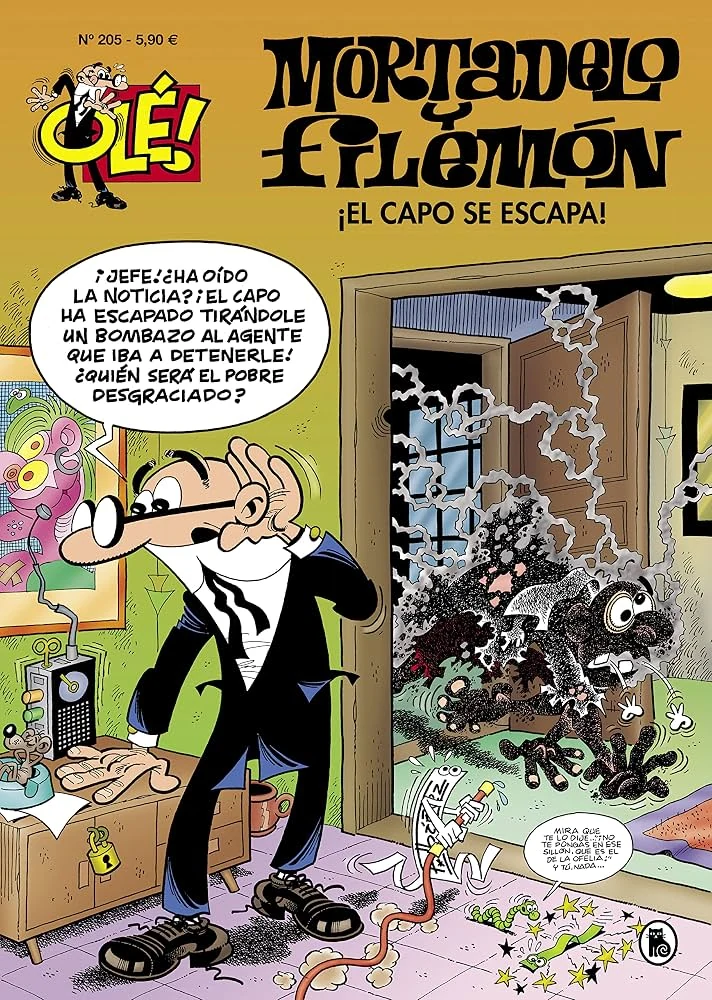 Nº 205 - 5,90 €
OLÉ!
MORTADELO
Y
FILEMÓN
¡EL CAPO SE ESCAPA!
¡JEFE! ¿HA OÍDO
LA NOTICIA? ¡EL CAPO
HA ESCAPADO TIRÁNDOLE
UN BOMBAZO AL AGENTE
QUE IBA A DETENERLE!
¿QUIÉN SERÁ EL POBRE
DESGRACIADO?
MIRA QUE
TE LO DIJE... "¡NO
TE PONGAS EN ESE
SILLÓN, QUE ES EL
DE LA OFELIA!"
Y TÚ, NADA...